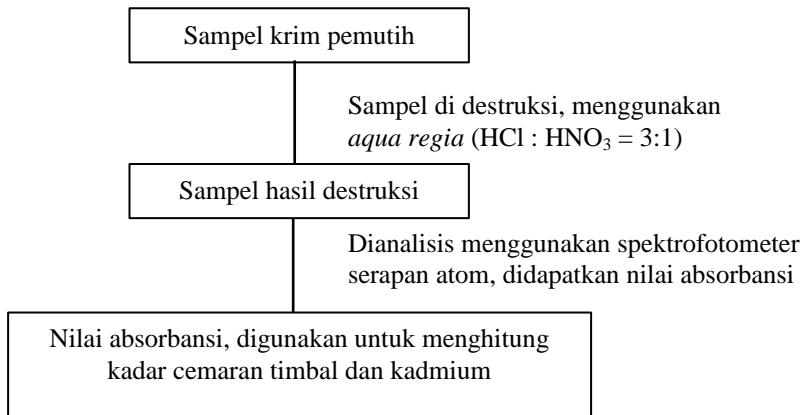 Sampel krim pemutih
Sampel di destruksi, menggunakan
aqua regia (HCl : HNO₃ = 3:1)
Sampel hasil destruksi
Dianalisis menggunakan spektrofotometer
serapan atom, didapatkan nilai absorbansi
Nilai absorbansi, digunakan untuk menghitung
kadar cemaran timbal dan kadmium